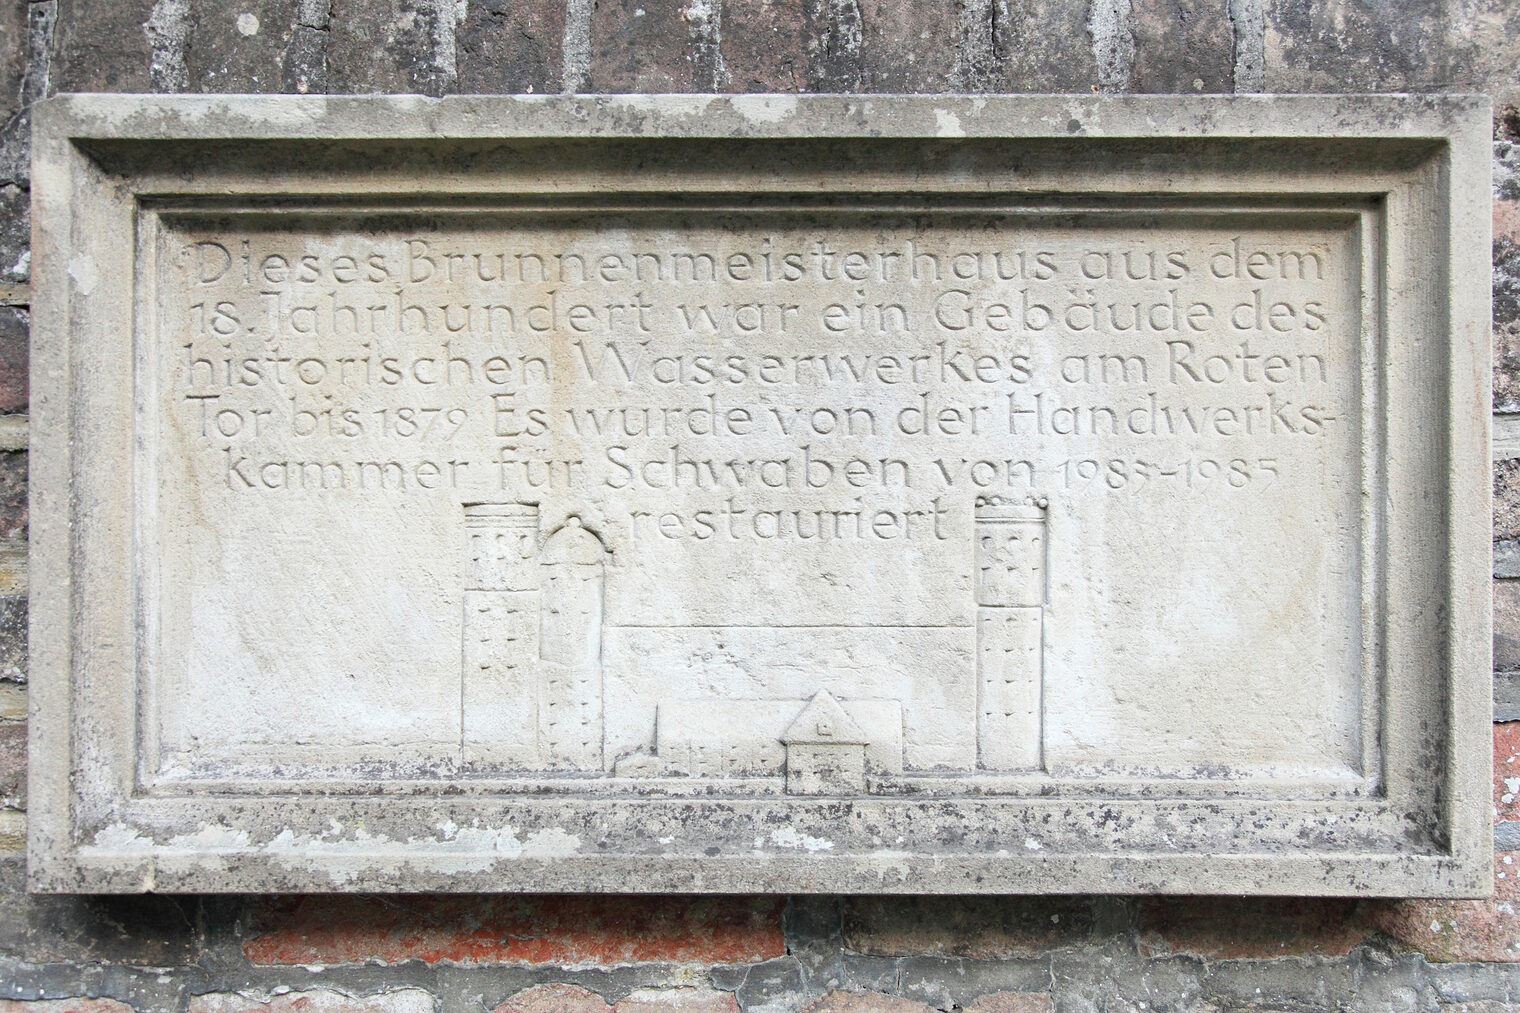 Dieses Brunnenmeisterhaus aus dem
18. Jahrhundert war ein Gebäude des
historischen Wasserwerkes am Roten
Tor bis 1879 Es wurde von der Handwerks-
kammer für Schwaben von 1983-1985
restauriert